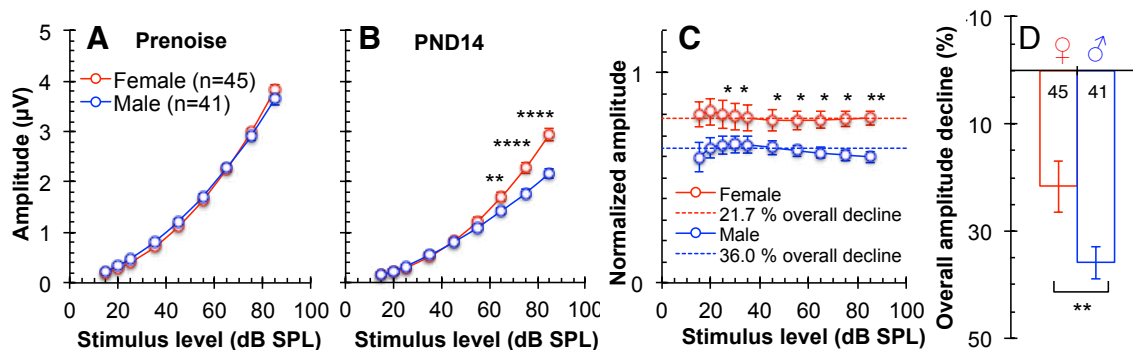 A Prenoise
Female (n=45)
Male (n=41)
5
4
3
2
1
0
Amplitude (µV)
0 20 40 60 80 100
Stimulus level (dB SPL)
B PND14
**
****
****
0 20 40 60 80 100
Stimulus level (dB SPL)
C
1
0
Normalized amplitude
* * * * * * **
Female
21.7 % overall decline
Male
36.0 % overall decline
0 20 40 60 80 100
Stimulus level (dB SPL)
D ♀ ♂
10
45 41
10
30
50
Overall amplitude decline (%)
**